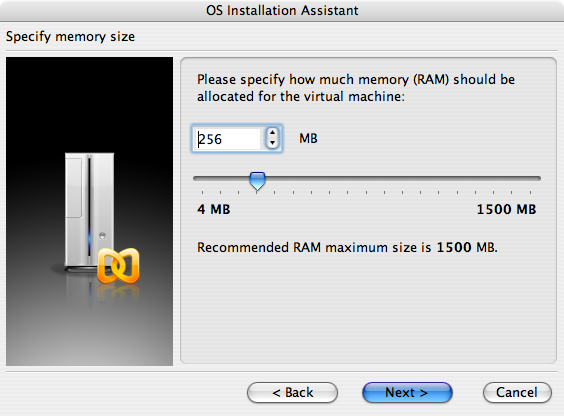 OS Installation Assistant
Specify memory size
Please specify how much memory (RAM) should be
allocated for the virtual machine:
256 MB
4 MB 1500 MB
Recommended RAM maximum size is 1500 MB.
< Back Next > Cancel